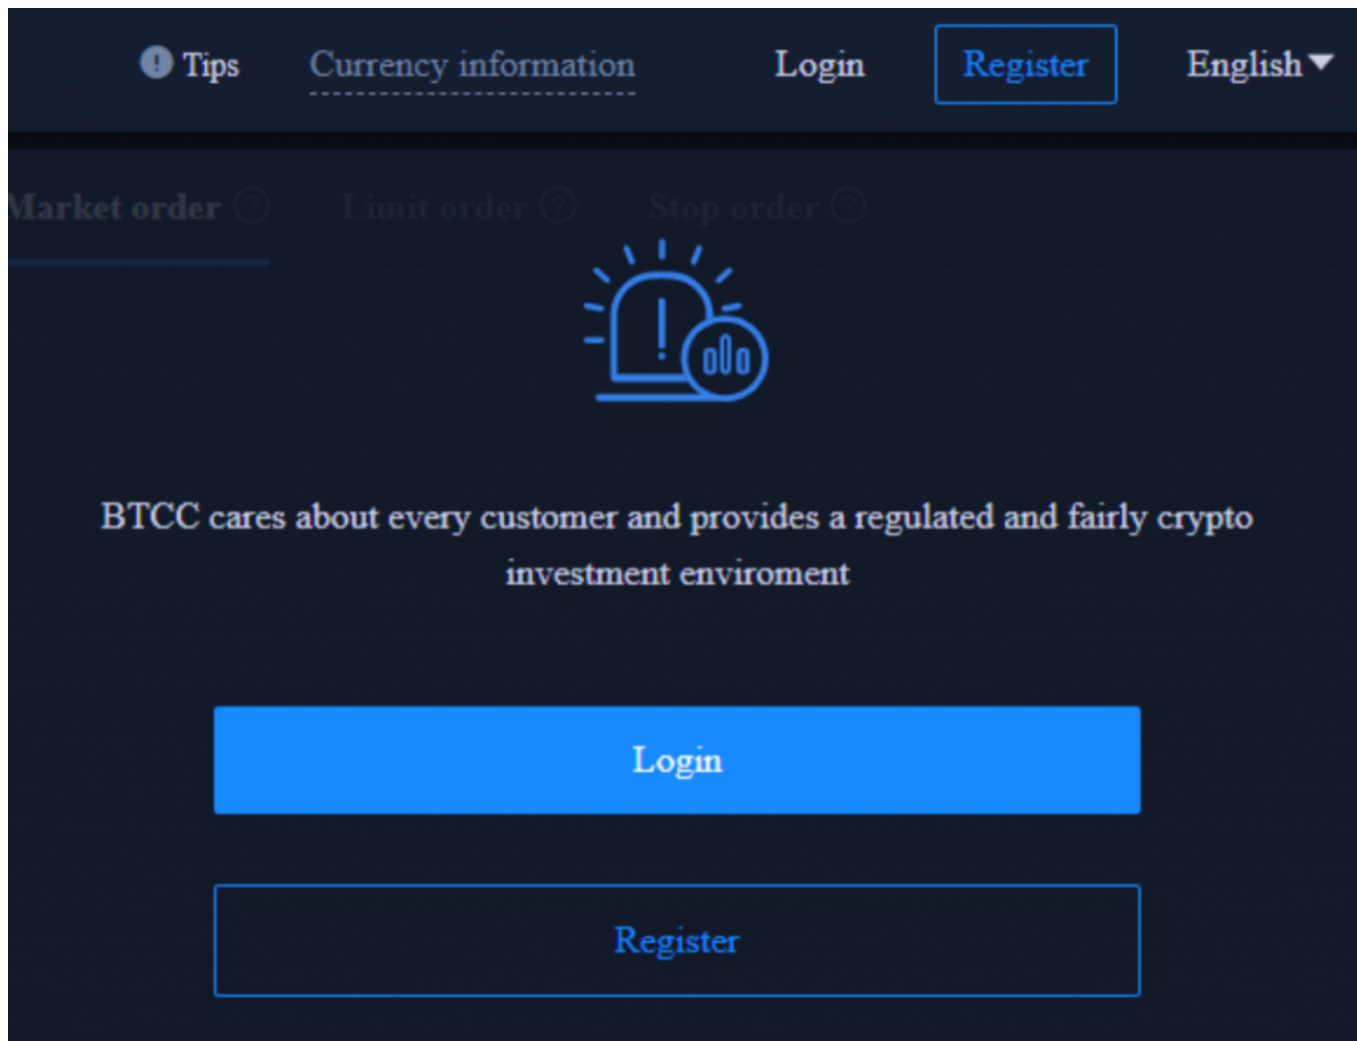 ! Tips Currency information Login Register English
Market order ? Limit order ? Stop order ?
BTCC cares about every customer and provides a regulated and fairly crypto
investment enviroment
Login
Register